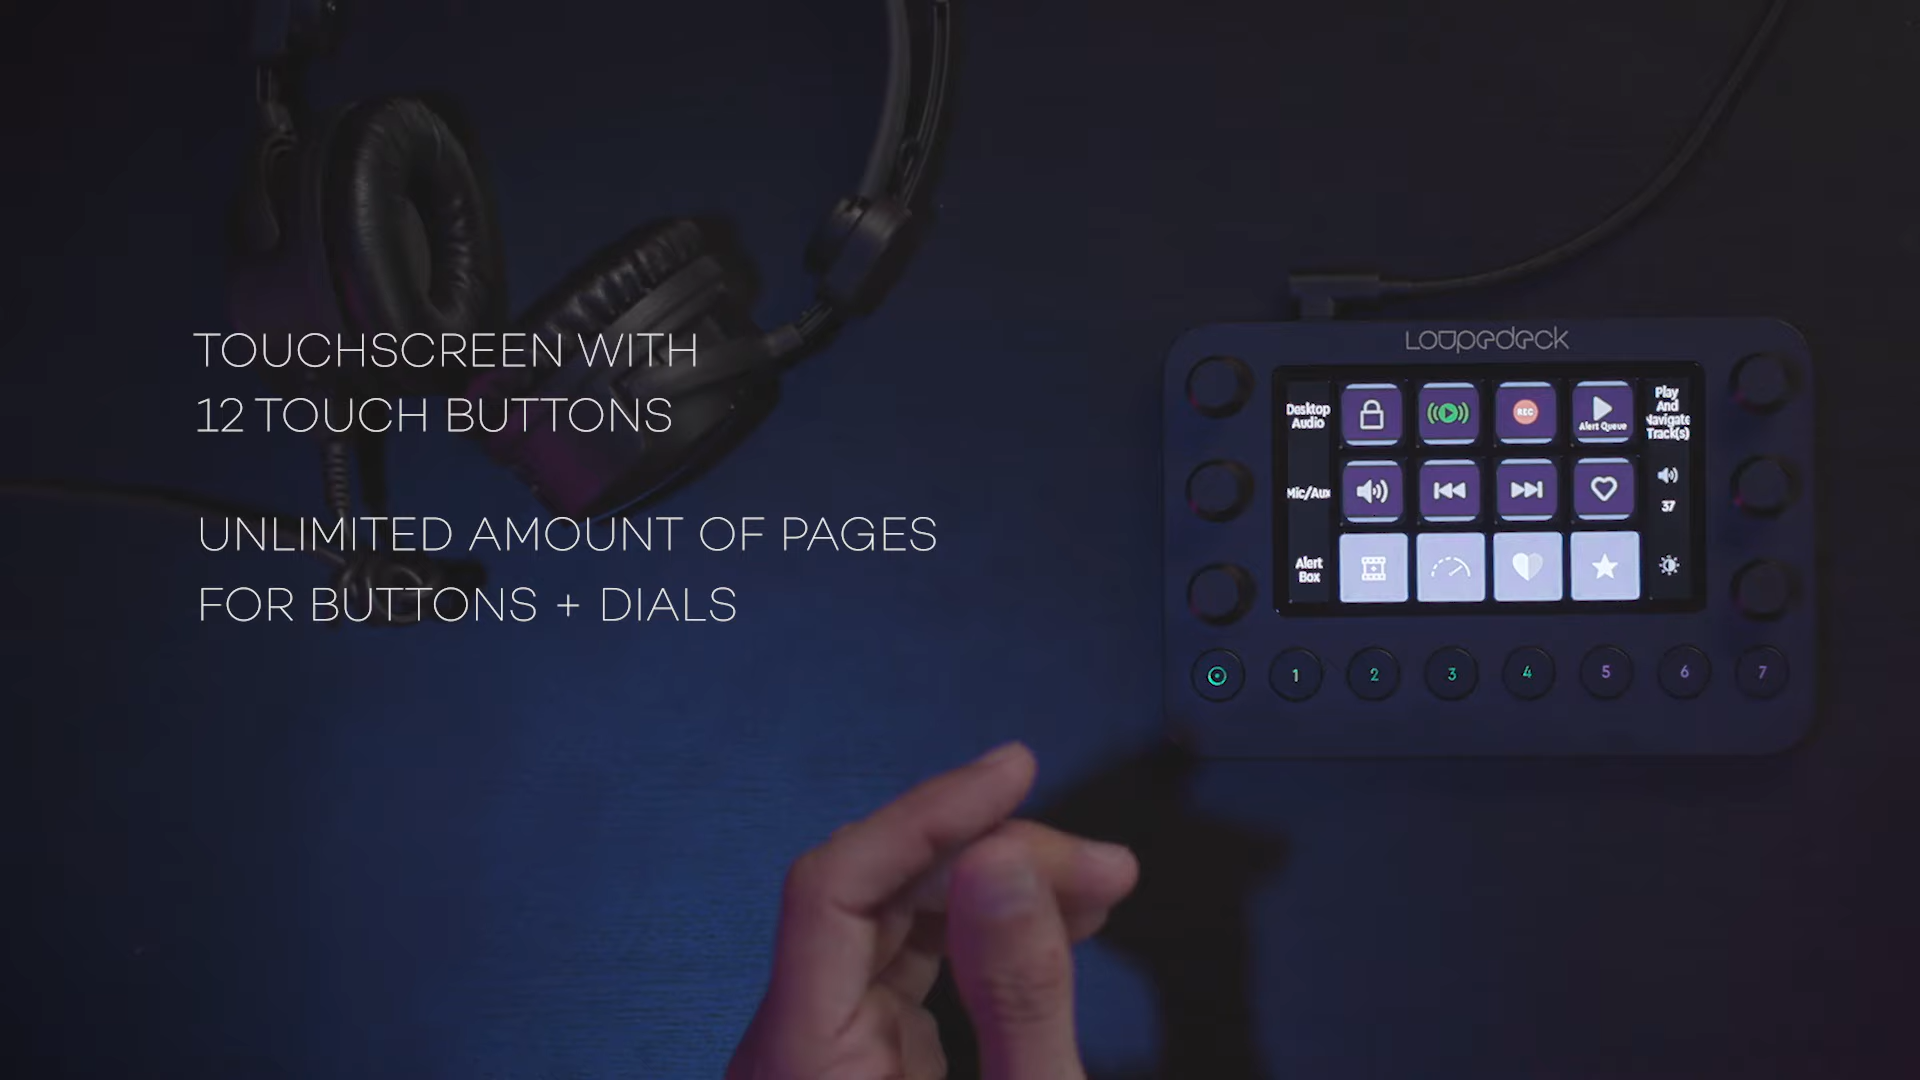 TOUCHSCREEN WITH
12 TOUCH BUTTONS
UNLIMITED AMOUNT OF PAGES
FOR BUTTONS + DIALS
Loupedeck
Desktop
Audio
REC
Alert Queue
Play
And
Navigate
Track(s)
Mic/Aux
37
Alert
Box
1 2 3 4 5 6 7